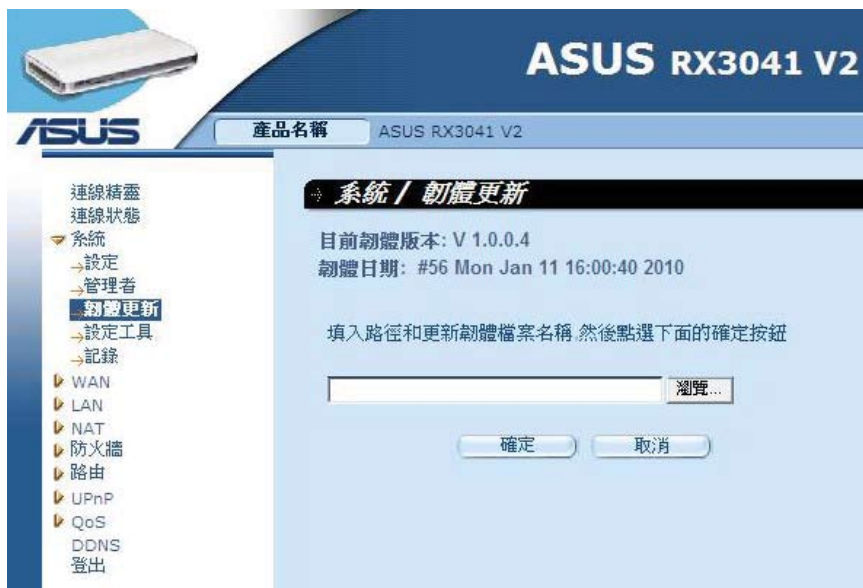 ASUS RX3041 V2
ASUS
產品名稱 ASUS RX3041 V2
連線精靈
連線狀態
系統
→設定
→管理者
→韌體更新
→設定工具
→記錄
WAN
LAN
NAT
防火牆
路由
UPnP
QoS
DDNS
登出
系統 / 韌體更新
目前韌體版本: V 1.0.0.4
韌體日期: #56 Mon Jan 11 16:00:40 2010
填入路徑和更新韌體檔案名稱,然後點選下面的確定按鈕
瀏覽...
確定 取消